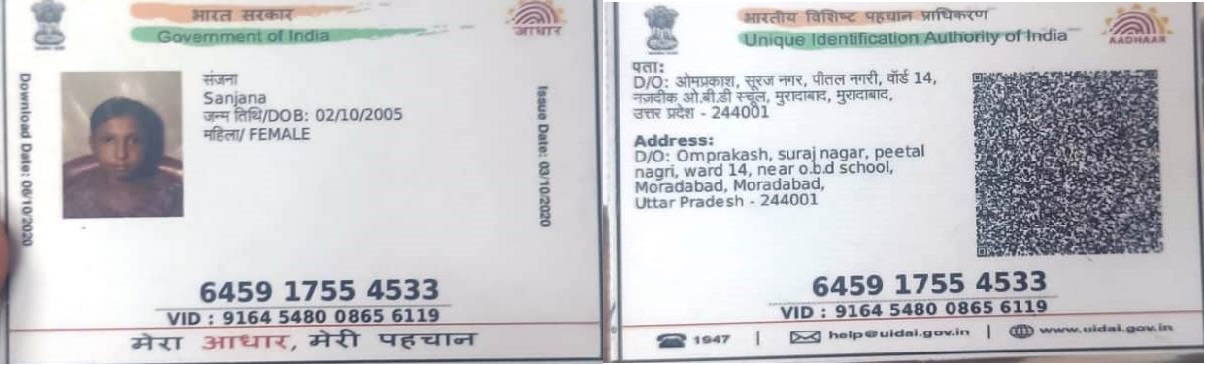 भारत सरकार
Government of India
आधार
Download Date: 06/10/2020
संजना
Sanjana
जन्म तिथि/DOB: 02/10/2005
महिला/ FEMALE
Issue Date: 03/10/2020
6459 1755 4533
VID : 9164 5480 0865 6119
मेरा आधार, मेरी पहचान
भारतीय विशिष्ट पहचान प्राधिकरण
Unique Identification Authority of India
AADHAAR
पता:
D/O: ओमप्रकाश, सूरज नगर, पीतल नगरी, वॉर्ड 14,
नज़दीक ओ.बी.डी स्कूल, मुरादाबाद, मुरादाबाद,
उत्तर प्रदेश - 244001
Address:
D/O: Omprakash, suraj nagar, peetal
nagri, ward 14, near o.b.d school,
Moradabad, Moradabad,
Uttar Pradesh - 244001
6459 1755 4533
VID : 9164 5480 0865 6119
1947 | help@uidai.gov.in | www.uidai.gov.in